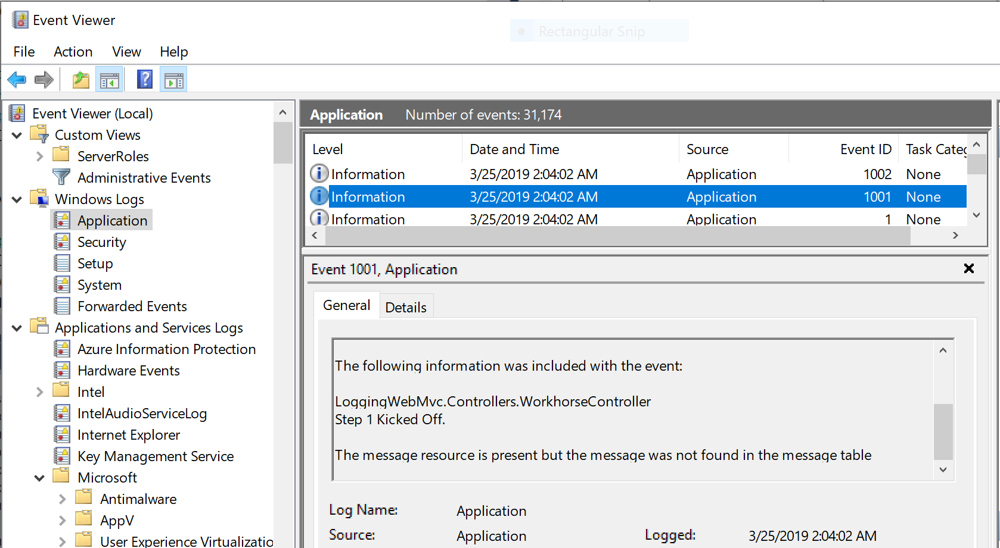 Event Viewer
Rectangular Snip
File Action View Help
Event Viewer (Local)
Custom Views
ServerRoles
Administrative Events
Windows Logs
Application
Security
Setup
System
Forwarded Events
Applications and Services Logs
Azure Information Protection
Hardware Events
Intel
IntelAudioServiceLog
Internet Explorer
Key Management Service
Microsoft
Antimalware
AppV
User Experience Virtualizatio
Application Number of events: 31,174
Level Date and Time Source Event ID Task Categ
Information 3/25/2019 2:04:02 AM Application 1002 None
Information 3/25/2019 2:04:02 AM Application 1001 None
Information 3/25/2019 2:04:02 AM Application 1 None
Event 1001, Application
General Details
The following information was included with the event:
LoggingWebMvc.Controllers.WorkhorseController
Step 1 Kicked Off.
The message resource is present but the message was not found in the message table
Log Name: Application
Source: Application Logged: 3/25/2019 2:04:02 AM